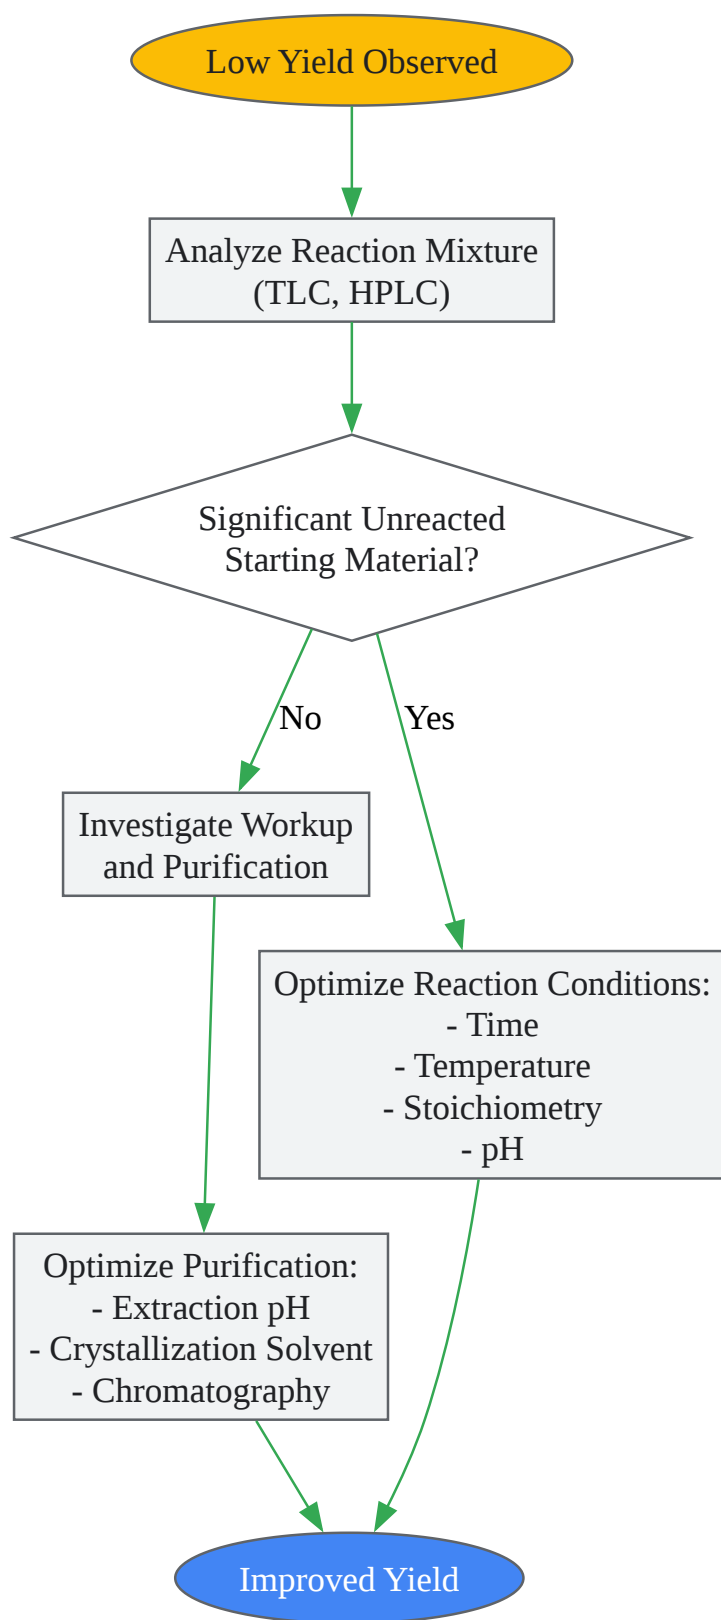 Low Yield Observed
Analyze Reaction Mixture
(TLC, HPLC)
Significant Unreacted
Starting Material?
No
Yes
Investigate Workup
and Purification
Optimize Reaction Conditions:
- Time
- Temperature
- Stoichiometry
- pH
Optimize Purification:
- Extraction pH
- Crystallization Solvent
- Chromatography
Improved Yield